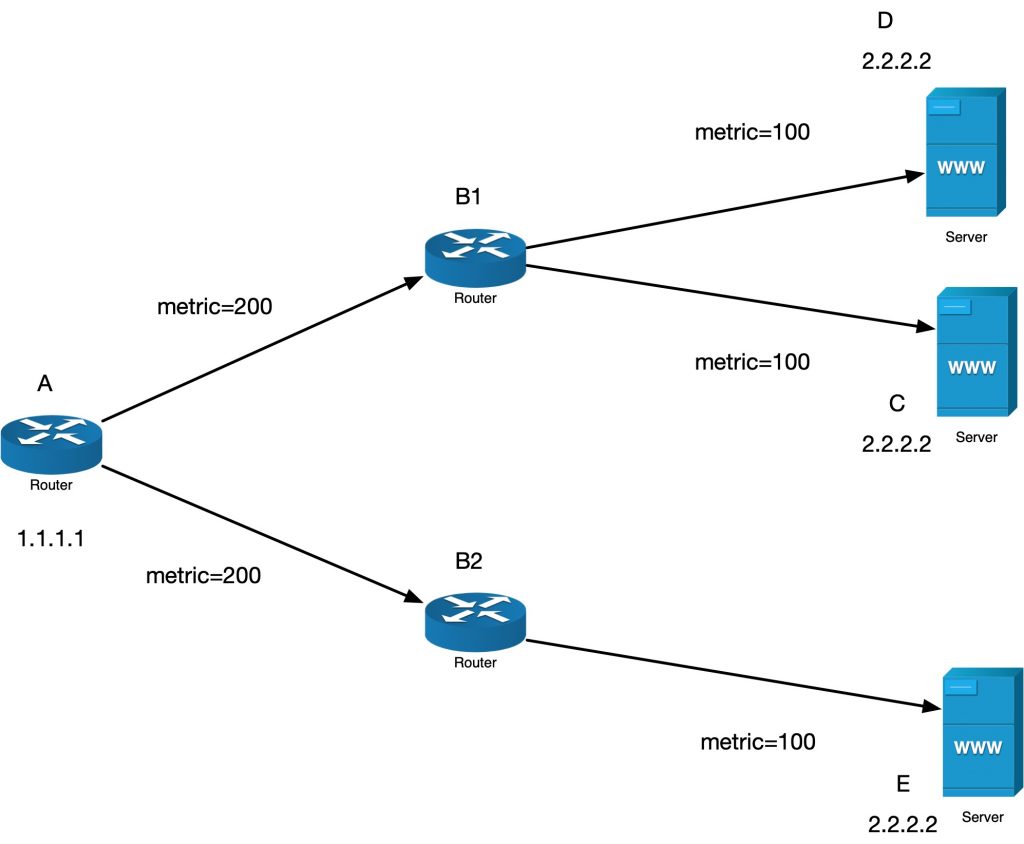 D
2.2.2.2
metric=100
WWW
B1
Server
Router
metric=200
WWW
metric=100
A
C
Server
2.2.2.2
Router
1.1.1.1
B2
metric=200
Router
metric=100
WWW
E
Server
2.2.2.2